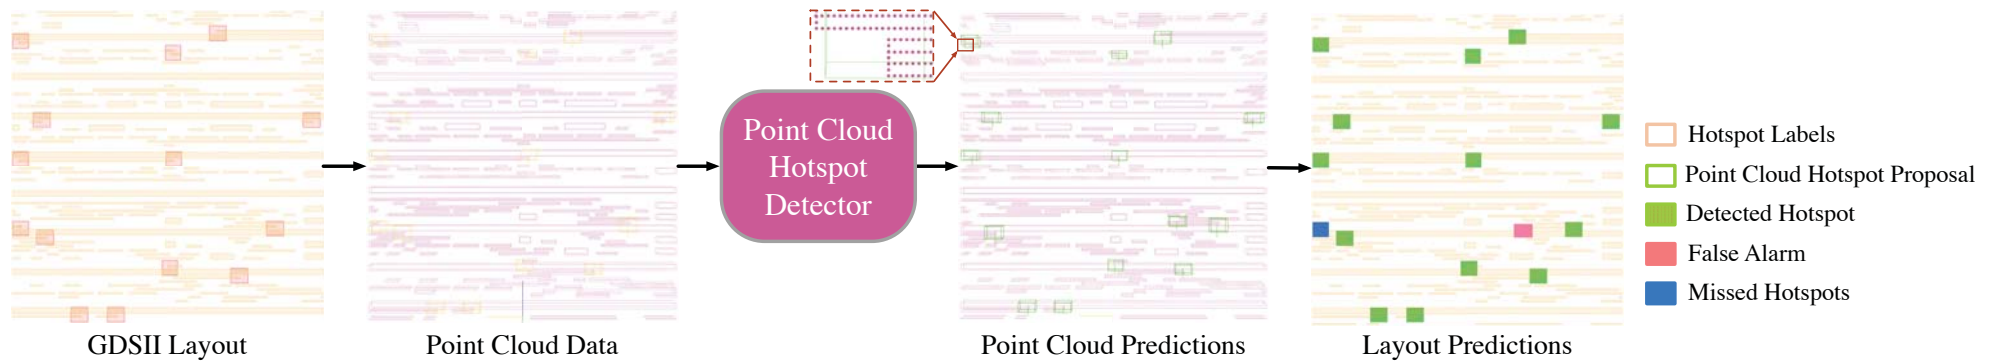 Point Cloud
Hotspot
Detector
Hotspot Labels
Point Cloud Hotspot Proposal
Detected Hotspot
False Alarm
Missed Hotspots
GDSII Layout
Point Cloud Data
Point Cloud Predictions
Layout Predictions